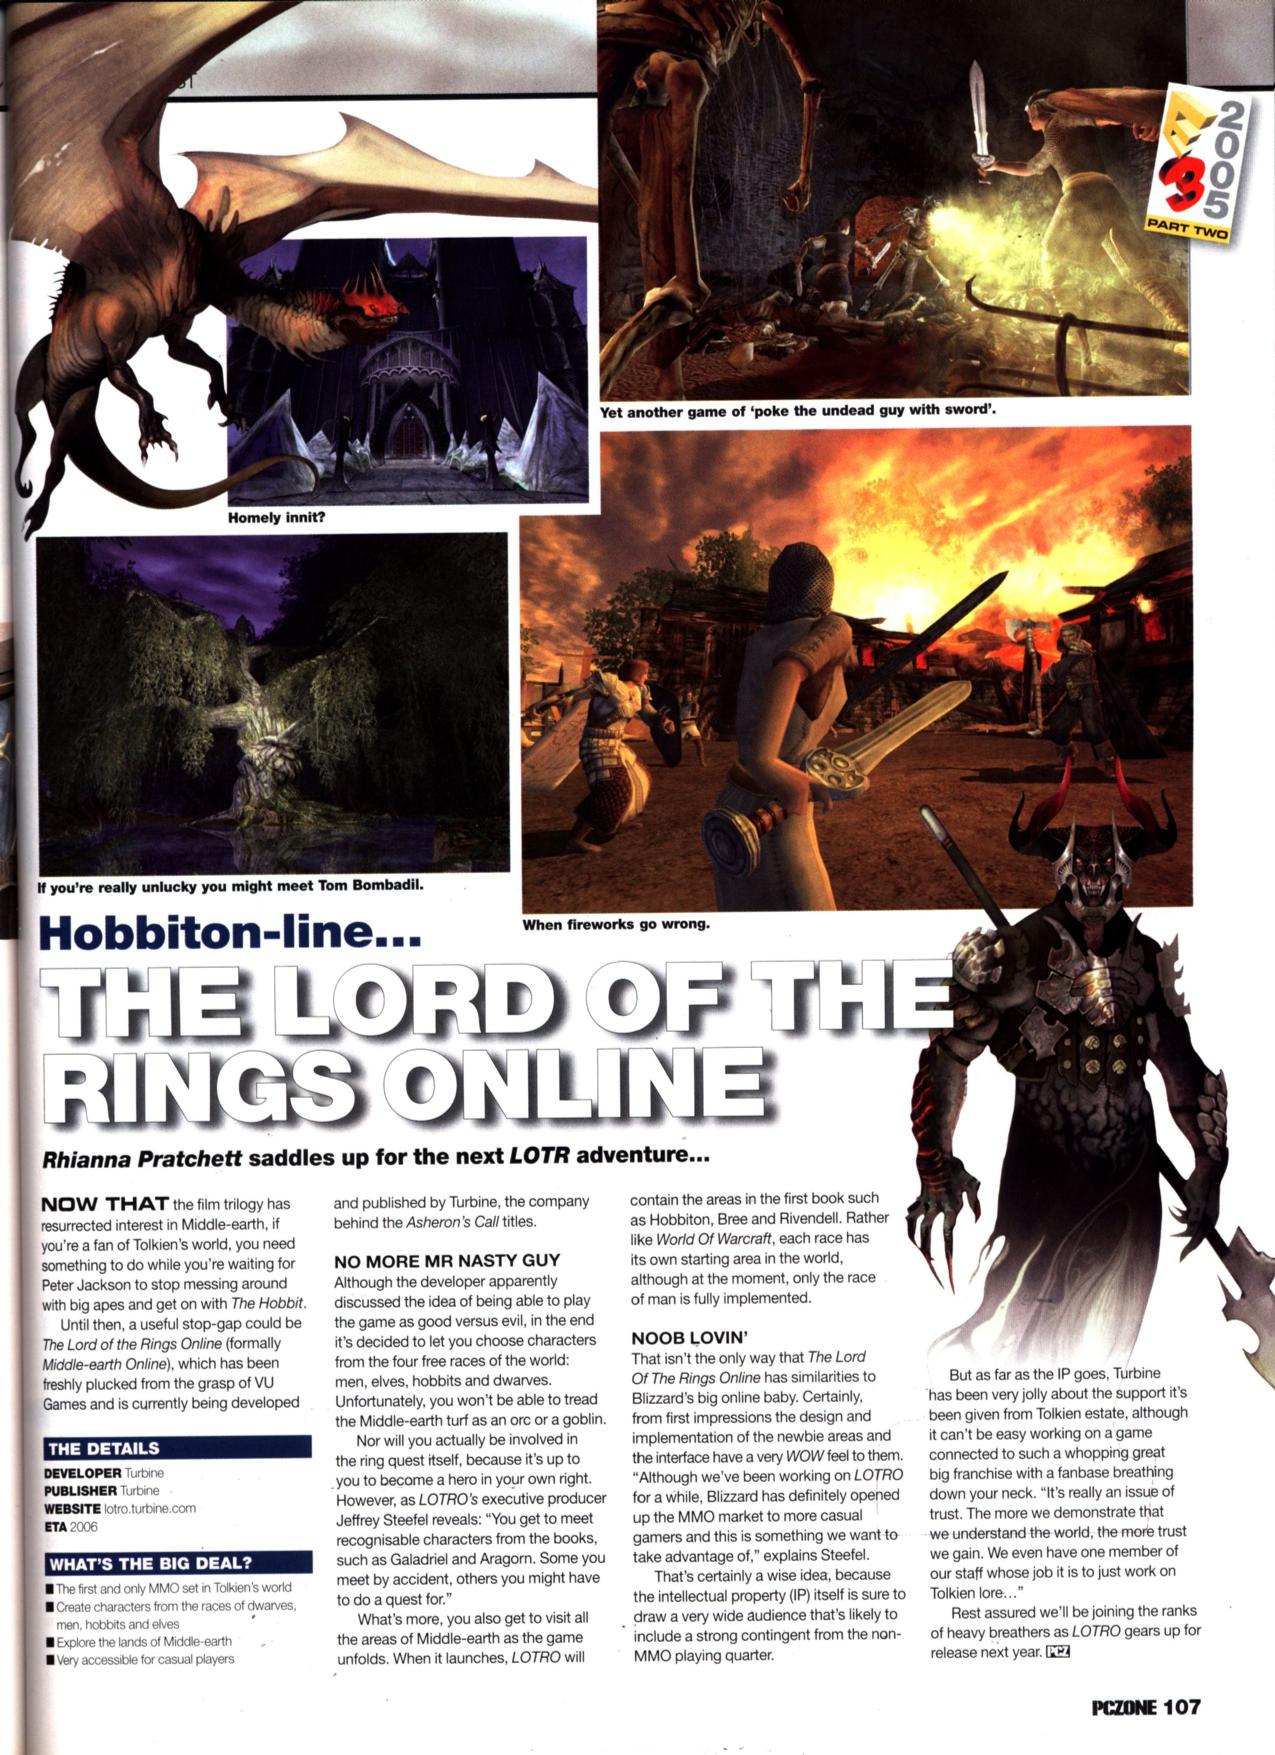 E3
2005
PART TWO
Yet another game of ‘poke the undead guy with sword’.
Homely innit?
If you’re really unlucky you might meet Tom Bombadil.
When fireworks go wrong.
Hobbiton-line...
THE LORD OF THE
RINGS ONLINE
Rhianna Pratchett saddles up for the next LOTR adventure...
NOW THAT the film trilogy has
resurrected interest in Middle-earth, if
you’re a fan of Tolkien’s world, you need
something to do while you’re waiting for
Peter Jackson to stop messing around
with big apes and get on with The Hobbit.
Until then, a useful stop-gap could be
The Lord of the Rings Online (formally
Middle-earth Online), which has been
freshly plucked from the grasp of VU
Games and is currently being developed
THE DETAILS
DEVELOPER Turbine
PUBLISHER Turbine
WEBSITE lotro.turbine.com
ETA 2006
WHAT’S THE BIG DEAL?
■ The first and only MMO set in Tolkien’s world
■ Create characters from the races of dwarves,
men, hobbits and elves
■ Explore the lands of Middle-earth
■ Very accessible for casual players
and published by Turbine, the company
behind the Asheron’s Call titles.
NO MORE MR NASTY GUY
Although the developer apparently
discussed the idea of being able to play
the game as good versus evil, in the end
it’s decided to let you choose characters
from the four free races of the world:
men, elves, hobbits and dwarves.
Unfortunately, you won’t be able to tread
the Middle-earth turf as an orc or a goblin.
Nor will you actually be involved in
the ring quest itself, because it’s up to
you to become a hero in your own right.
However, as LOTRO’s executive producer
Jeffrey Steefel reveals: “You get to meet
recognisable characters from the books,
such as Galadriel and Aragorn. Some you
meet by accident, others you might have
to do a quest for.”
What’s more, you also get to visit all
the areas of Middle-earth as the game
unfolds. When it launches, LOTRO will
contain the areas in the first book such
as Hobbiton, Bree and Rivendell. Rather
like World Of Warcraft, each race has
its own starting area in the world,
although at the moment, only the race
of man is fully implemented.
NOOB LOVIN’
That isn’t the only way that The Lord
Of The Rings Online has similarities to
Blizzard’s big online baby. Certainly,
from first impressions the design and
implementation of the newbie areas and
the interface have a very WOW feel to them.
“Although we’ve been working on LOTRO
for a while, Blizzard has definitely opened
up the MMO market to more casual
gamers and this is something we want to
take advantage of,” explains Steefel.
That’s certainly a wise idea, because
the intellectual property (IP) itself is sure to
draw a very wide audience that’s likely to
include a strong contingent from the non-
MMO playing quarter.
But as far as the IP goes, Turbine
has been very jolly about the support it’s
been given from Tolkien estate, although
it can’t be easy working on a game
connected to such a whopping great
big franchise with a fanbase breathing
down your neck. “It’s really an issue of
trust. The more we demonstrate that
we understand the world, the more trust
we gain. We even have one member of
our staff whose job it is to just work on
Tolkien lore...”
Rest assured we’ll be joining the ranks
of heavy breathers as LOTRO gears up for
release next year. PCZ
PCZONE 107